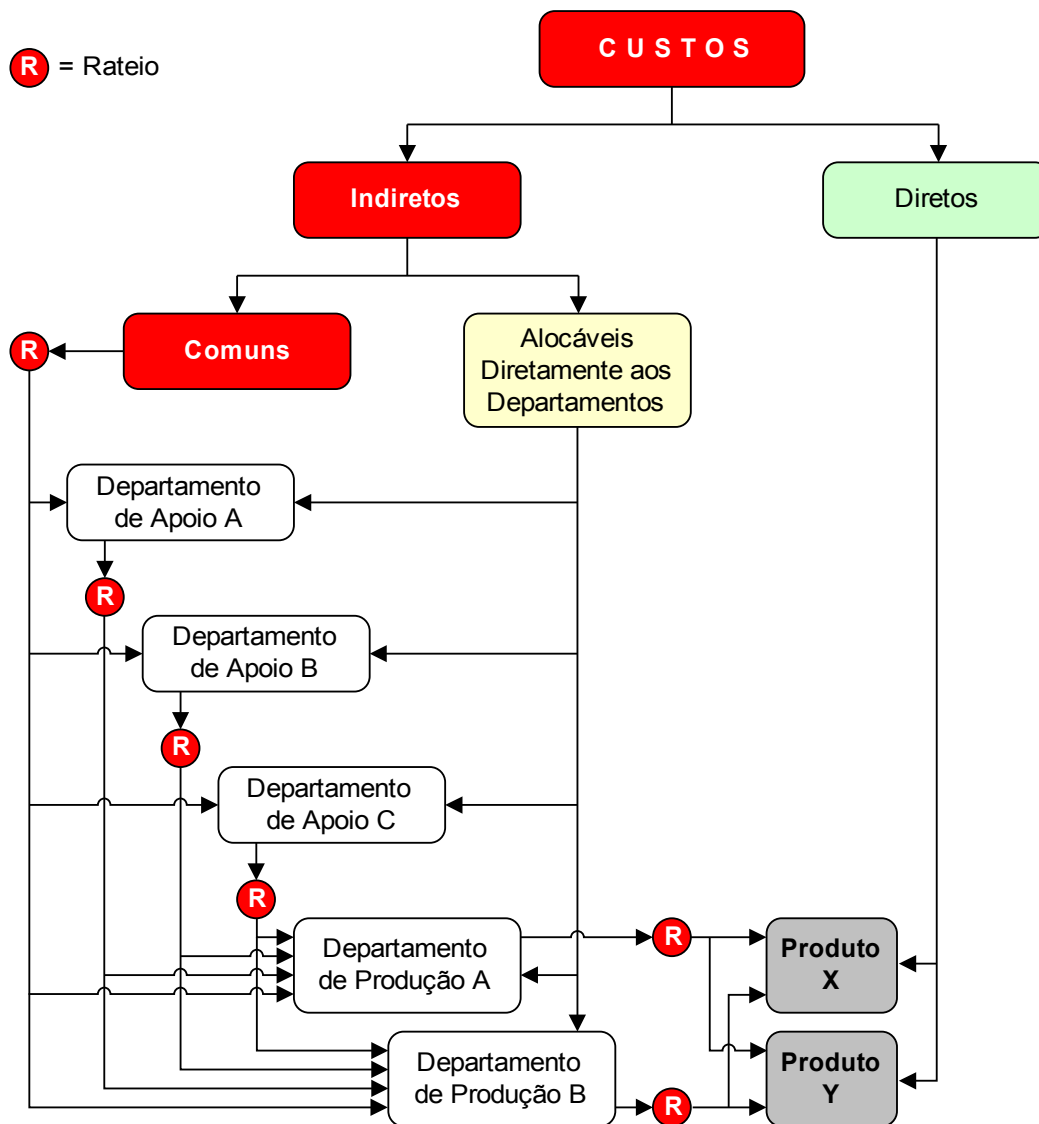 C U S T O S
R = Rateio
Indiretos
Diretos
R
Comuns
Alocáveis
Diretamente aos
Departamentos
Departamento
de Apoio A
R
Departamento
de Apoio B
R
Departamento
de Apoio C
R
Departamento
de Produção A
R
Produto
X
Departamento
de Produção B
R
Produto
Y